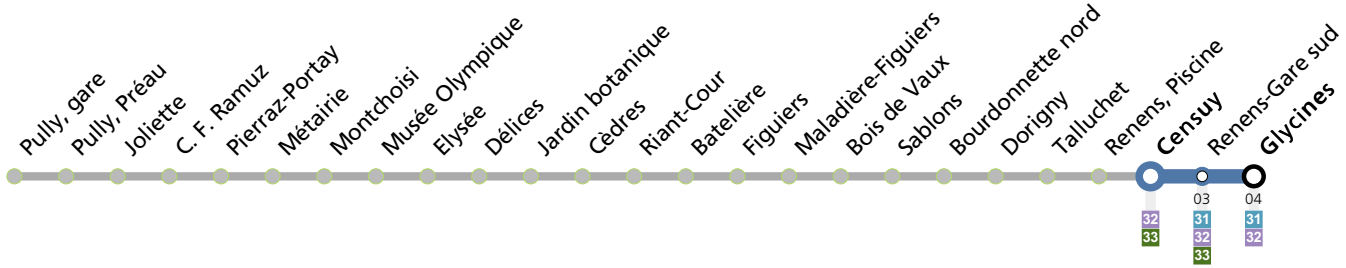 Pully, gare
Pully, Préau
Joliette
C. F. Ramuz
Pierraz-Portay
Métairie
Montchoisi
Musée Olympique
Elysée
Délices
Jardin botanique
Cèdres
Riant-Cour
Batelière
Figuiers
Maladière-Figuiers
Bois de Vaux
Sablons
Bourdonnette nord
Dorigny
Talluchet
Renens, Piscine
Censuy
Renens-Gare sud
Glycines
03
04
32
31
31
33
32
32
33